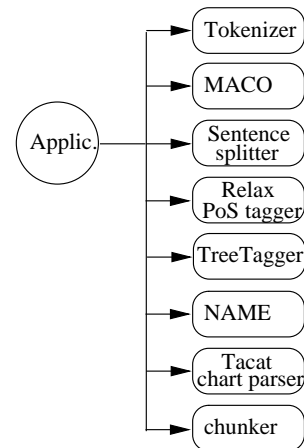 Tokenizer
MACO
Applic.
Sentence
splitter
Relax
PoS tagger
TreeTagger
NAME
Tacat
chart parser
chunker